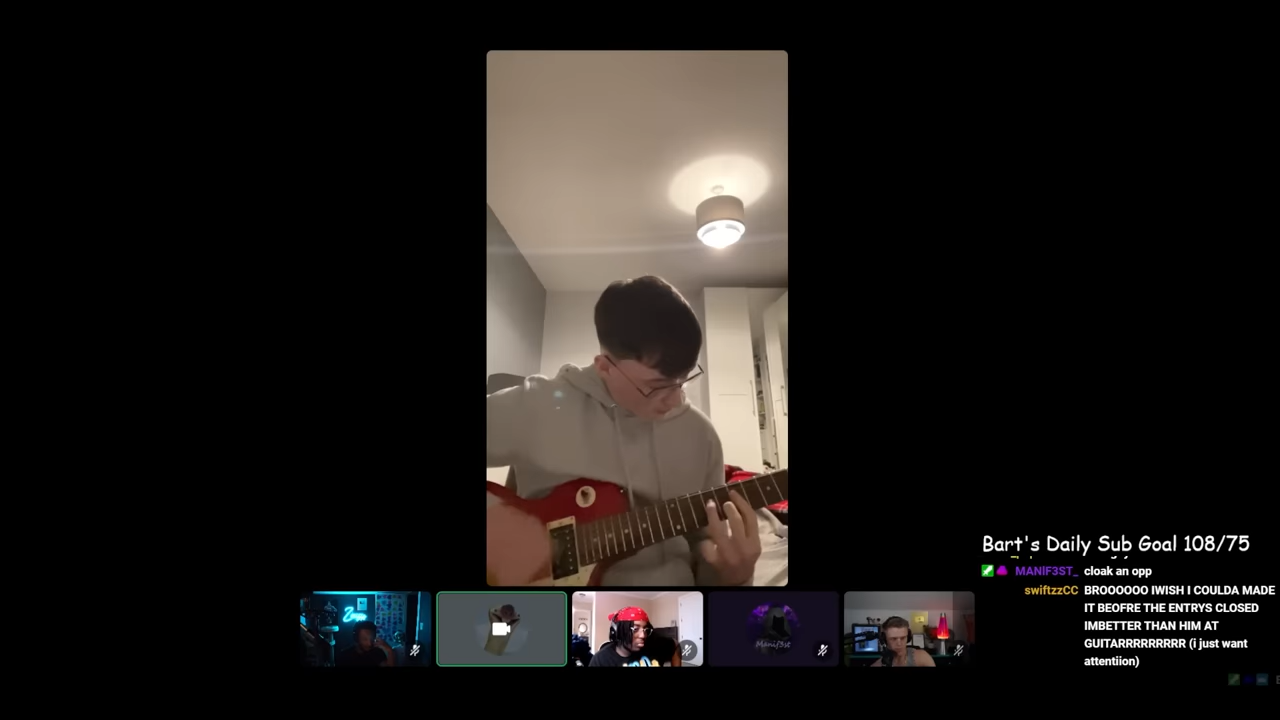 Bart's Daily Sub Goal 108/75
MANIF3ST_ cloak an opp
swiftzzCC BROOOOOO IWISH I COULDA MADE
IT BEOFRE THE ENTRYS CLOSED
IMBETTER THAN HIM AT
GUITARRRRRRRRR (i just want
attentiion)
Manif3st